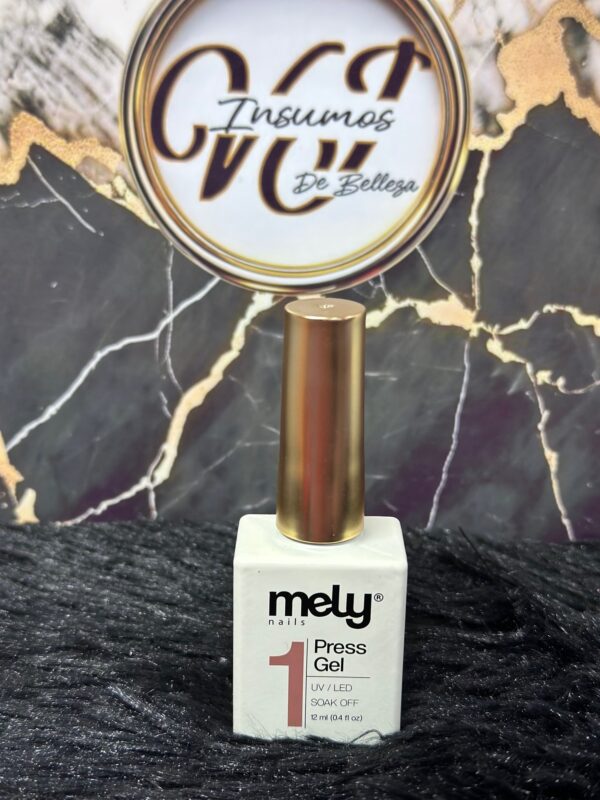 Insumos
De Belleza
mely®
nails
1
Press
Gel
UV / LED
SOAK OFF
12 ml (0.4 fl oz)